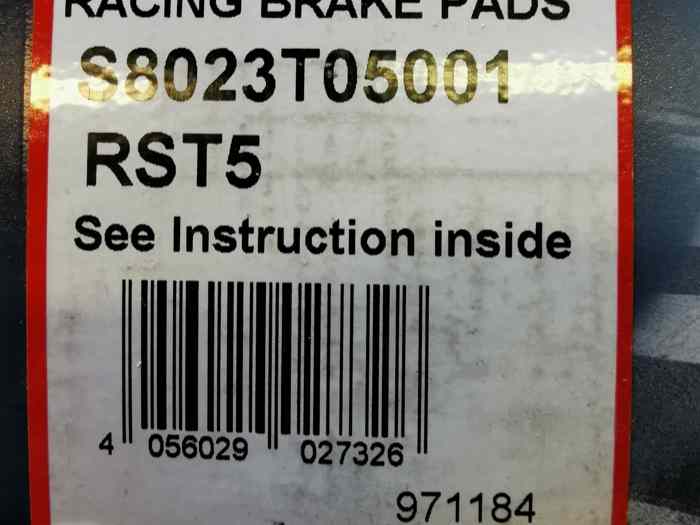 RACING BRAKE PADS
S8023T05001
RST5
See Instruction inside
4 056029 027326
971184